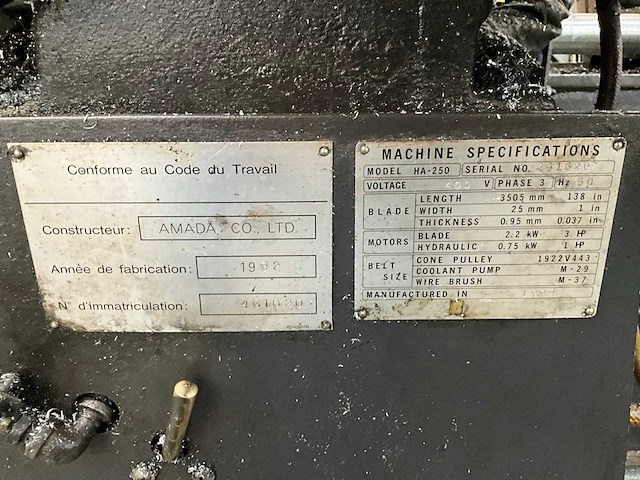 Conforme au Code du Travail
Constructeur: AMADA CO., LTD.
Année de fabrication: 1992
N° d'immatriculation:
MACHINE SPECIFICATIONS
MODEL HA-250 SERIAL NO.
VOLTAGE V PHASE 3 Hz 50
BLADE
LENGTH 3505 mm 138 in
WIDTH 25 mm 1 in
THICKNESS 0.95 mm 0.037 in
MOTORS
BLADE 2.2 kW 3 HP
HYDRAULIC 0.75 kW 1 HP
BELT SIZE
CONE PULLEY 1922V443
COOLANT PUMP M-29
WIRE BRUSH M-37
MANUFACTURED IN